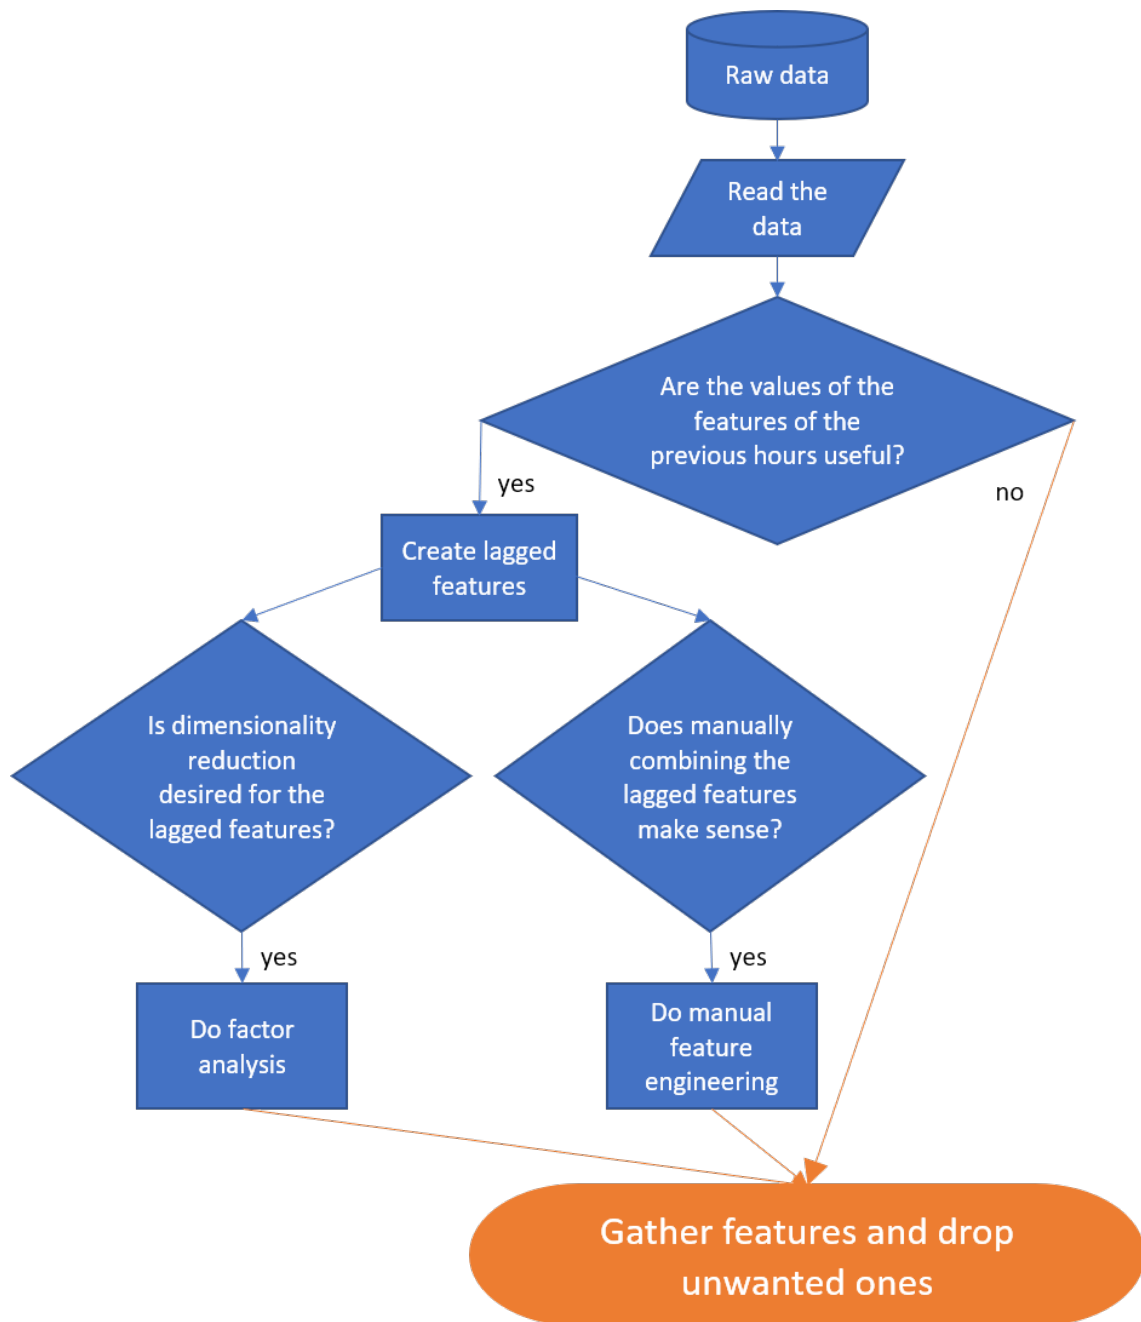 Raw data
Read the
data
Are the values of the
features of the
previous hours useful?
yes
no
Create lagged
features
Is dimensionality
reduction
desired for the
lagged features?
Does manually
combining the
lagged features
make sense?
yes
yes
Do factor
analysis
Do manual
feature
engineering
Gather features and drop
unwanted ones